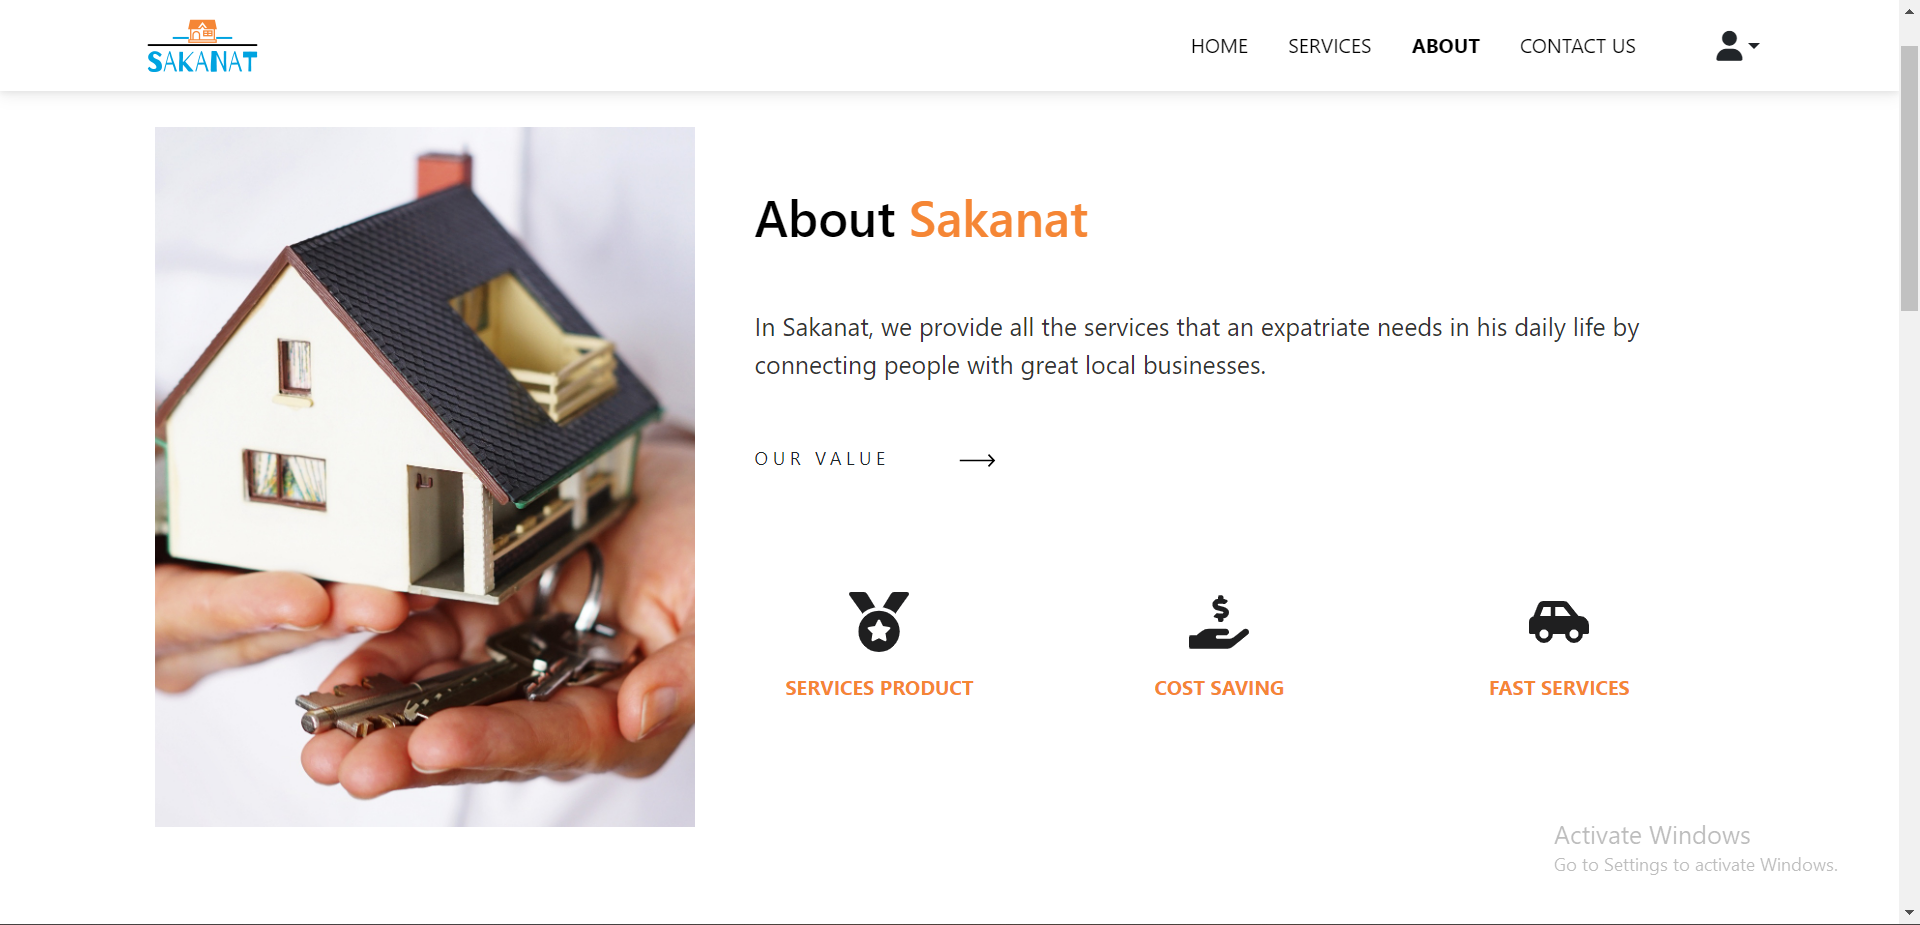 SAKANAT
HOME
SERVICES
ABOUT
CONTACT US
About Sakanat
In Sakanat, we provide all the services that an expatriate needs in his daily life by
connecting people with great local businesses.
OUR VALUE
SERVICES PRODUCT
COST SAVING
FAST SERVICES
Activate Windows
Go to Settings to activate Windows.